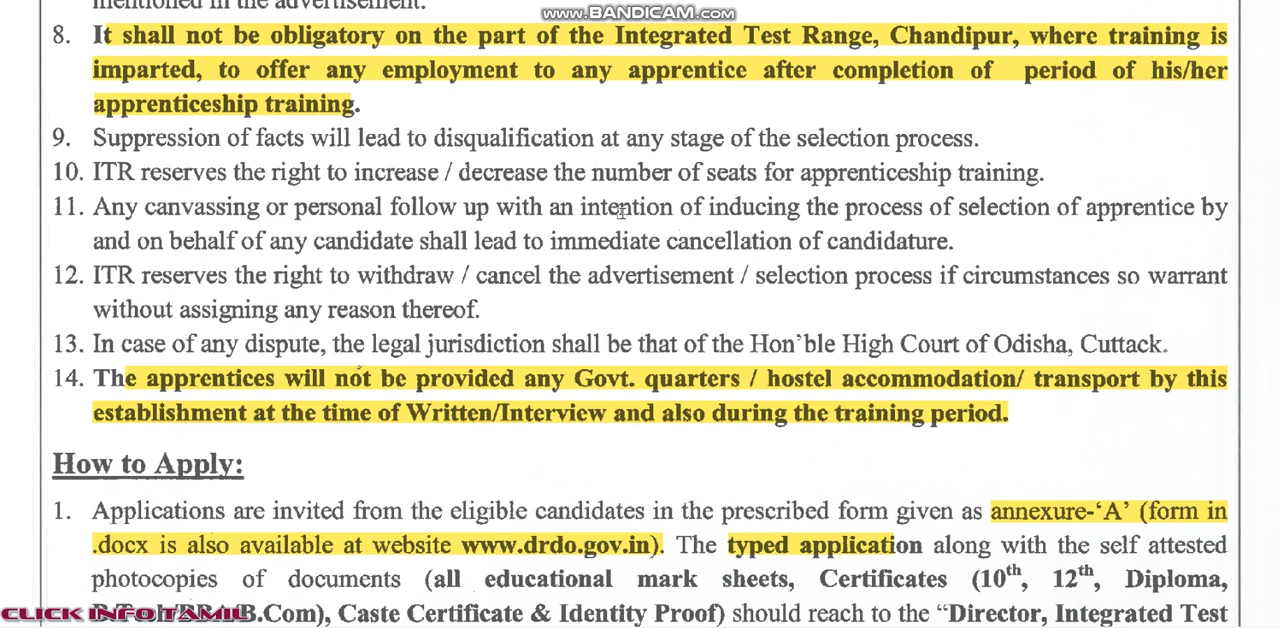 mentioned in the advertisement.
www.BANDICAM.com
8. It shall not be obligatory on the part of the Integrated Test Range, Chandipur, where training is
imparted, to offer any employment to any apprentice after completion of period of his/her
apprenticeship training.
9. Suppression of facts will lead to disqualification at any stage of the selection process.
10. ITR reserves the right to increase / decrease the number of seats for apprenticeship training.
11. Any canvassing or personal follow up with an intention of inducing the process of selection of apprentice by
and on behalf of any candidate shall lead to immediate cancellation of candidature.
12. ITR reserves the right to withdraw / cancel the advertisement / selection process if circumstances so warrant
without assigning any reason thereof.
13. In case of any dispute, the legal jurisdiction shall be that of the Hon'ble High Court of Odisha, Cuttack.
14. The apprentices will not be provided any Govt. quarters / hostel accommodation/ transport by this
establishment at the time of Written/Interview and also during the training period.
How to Apply:
1. Applications are invited from the eligible candidates in the prescribed form given as annexure-‘A’ (form in
.docx is also available at website www.drdo.gov.in). The typed application along with the self attested
photocopies of documents (all educational mark sheets, Certificates (10th, 12th, Diploma,
B.Com), Caste Certificate & Identity Proof) should reach to the “Director, Integrated Test
CLICK INFO TAMIL